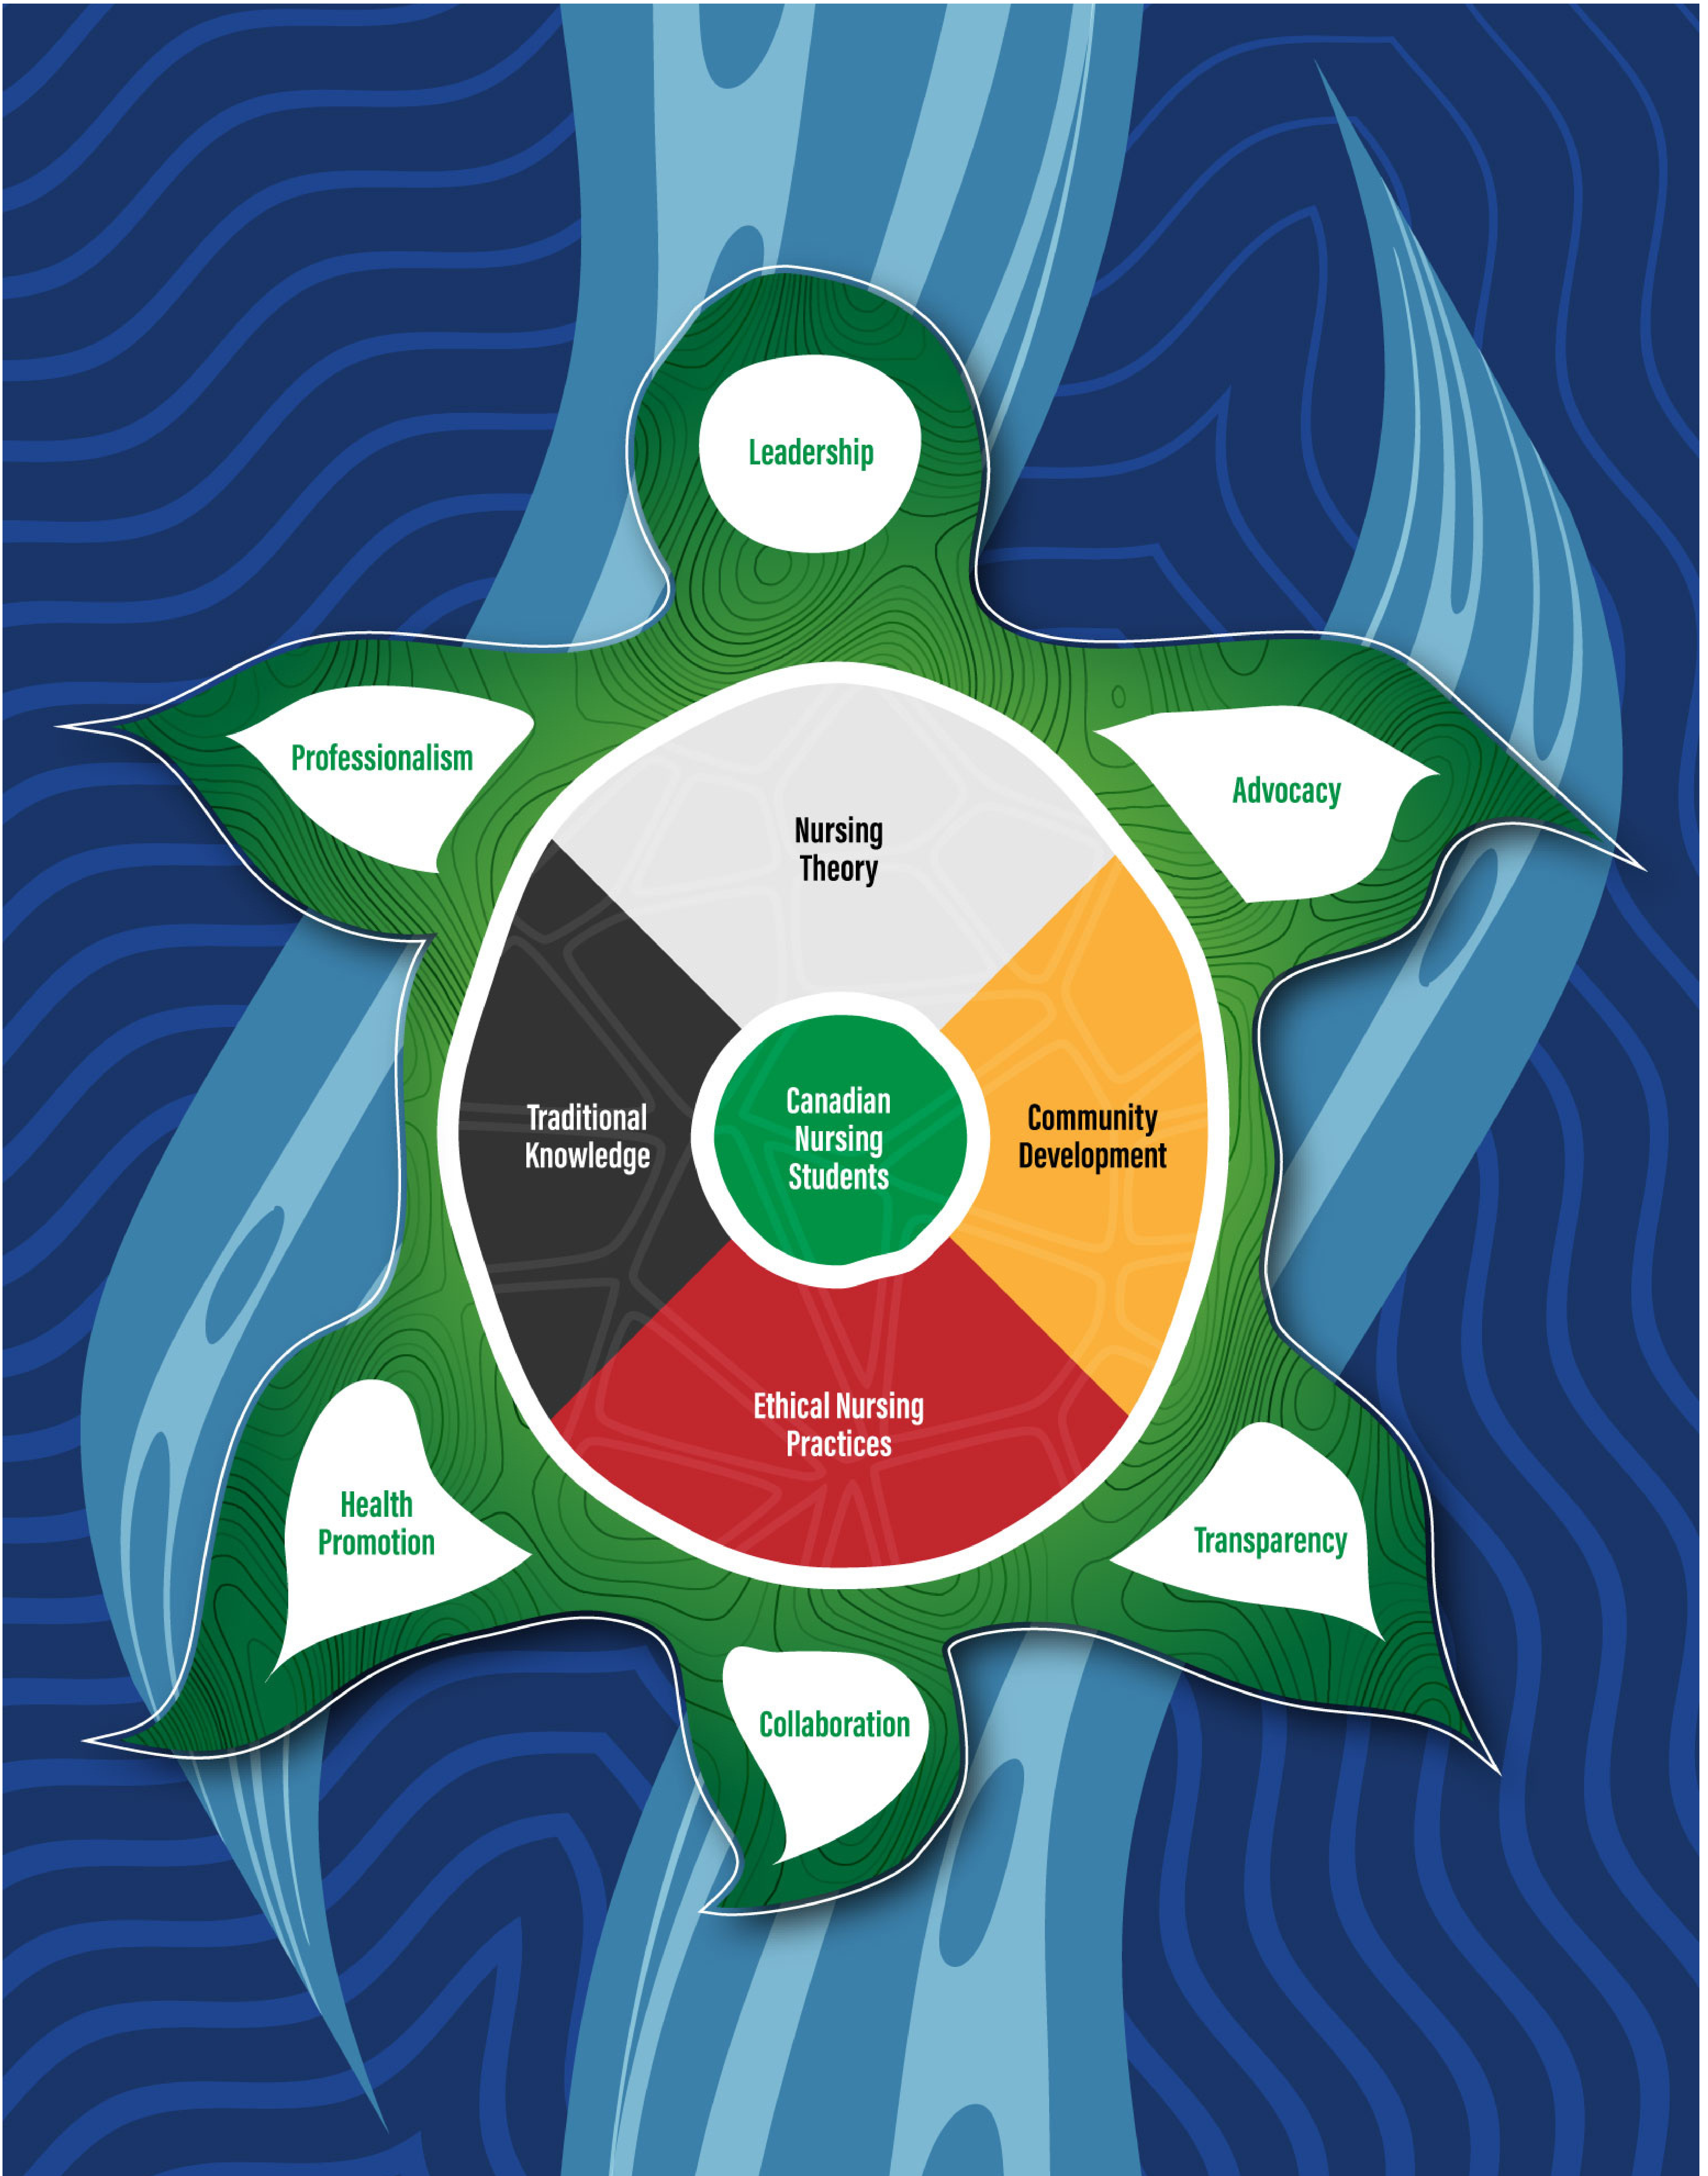 Leadership
Professionalism
Advocacy
Nursing
Theory
Traditional
Knowledge
Canadian
Nursing
Students
Community
Development
Ethical Nursing
Practices
Health
Promotion
Transparency
Collaboration